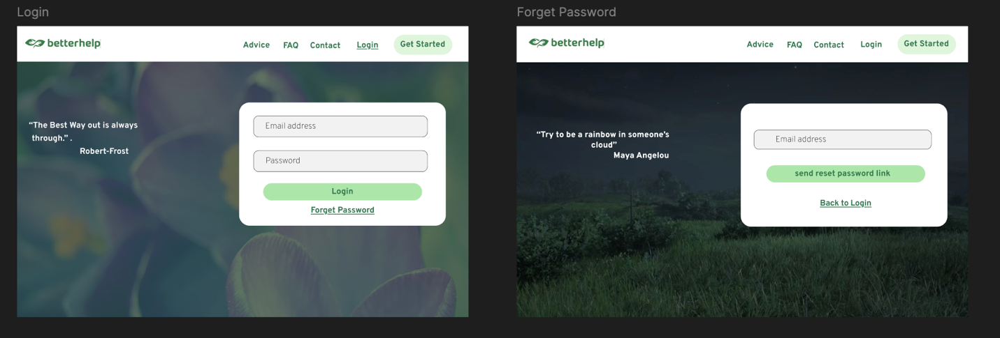 Login
betterhelp
Advice FAQ Contact Login Get Started
“The Best Way out is always
through.” .
Robert-Frost
Email address
Password
Login
Forget Password
Forget Password
betterhelp
Advice FAQ Contact Login Get Started
“Try to be a rainbow in someone’s
cloud”
Maya Angelou
Email address
send reset password link
Back to Login